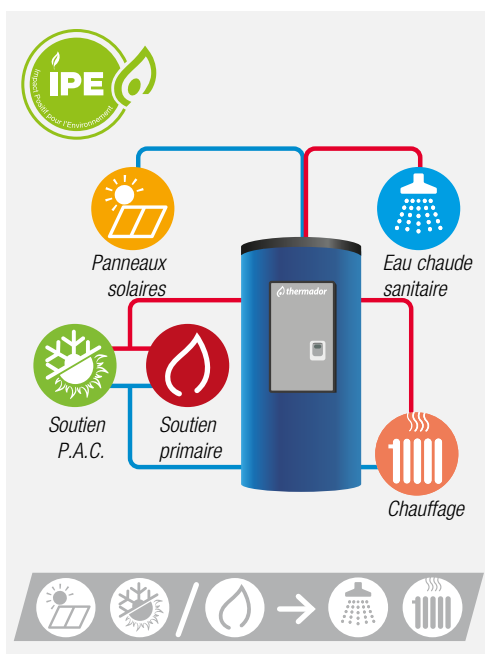 IPE
Impact Positif pour l'Environnement
Panneaux
solaires
Eau chaude
sanitaire
thermador
Soutien
P.A.C.
Soutien
primaire
Chauffage